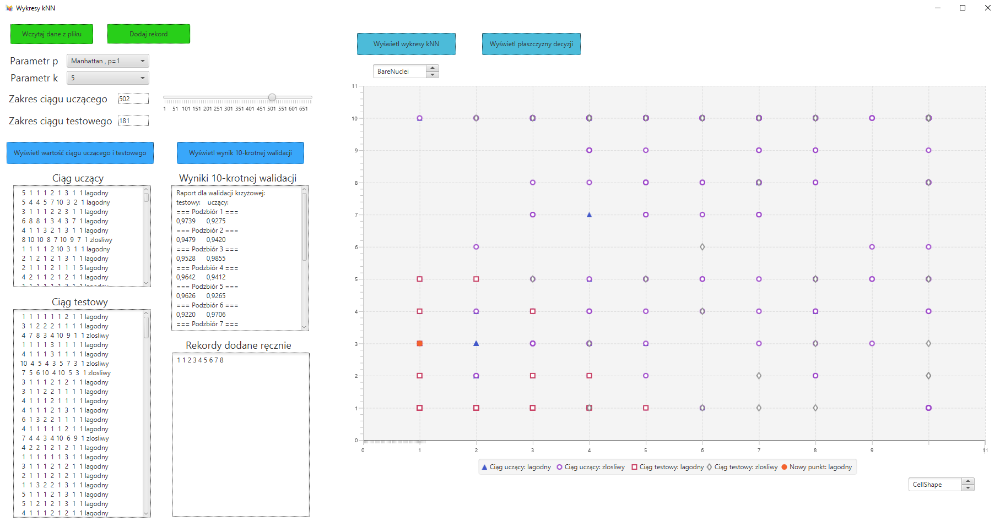 Wykresy kNN
Wczytaj dane z pliku
Dodaj rekord
Parametr p
Manhattan , p=1
Parametr k
5
Zakres ciągu uczącego
502
1 51 101 151 201 251 301 351 401 451 501 551 601 651
Zakres ciągu testowego
181
Wyświetl wartość ciągu uczącego i testowego
Wyświetl wynik 10-krotnej walidacji
Ciąg uczący
5 1 1 1 2 1 3 1 1 lagodny
5 4 4 5 7 10 3 2 1 lagodny
3 1 1 1 2 2 3 1 1 lagodny
6 8 8 1 3 4 3 7 1 lagodny
4 1 1 3 2 1 3 1 1 lagodny
8 10 10 8 7 10 9 7 1 zlosliwy
1 1 1 1 2 10 3 1 1 lagodny
2 1 2 1 2 1 3 1 1 lagodny
2 1 1 1 2 1 1 1 5 lagodny
4 2 1 1 2 1 2 1 1 lagodny
Ciąg testowy
1 1 1 1 1 1 2 1 1 lagodny
3 1 2 2 2 1 1 1 1 lagodny
4 7 8 3 4 10 9 1 1 zlosliwy
1 1 1 1 3 1 1 1 1 lagodny
4 1 1 1 3 1 1 1 1 lagodny
10 4 5 4 3 5 7 3 1 zlosliwy
7 5 6 10 4 10 5 3 1 zlosliwy
3 1 1 1 2 1 2 1 1 lagodny
3 1 1 2 2 1 1 1 1 lagodny
4 1 1 1 2 1 1 1 1 lagodny
4 1 1 1 2 1 3 1 1 lagodny
6 1 3 2 2 1 1 1 1 lagodny
4 1 1 1 1 1 2 1 1 lagodny
7 4 4 3 4 10 6 9 1 zlosliwy
4 2 2 1 2 1 2 1 1 lagodny
1 1 1 1 1 1 3 1 1 lagodny
3 1 1 1 2 1 2 1 1 lagodny
2 1 1 1 2 1 2 1 1 lagodny
1 1 3 2 2 1 3 1 1 lagodny
5 1 1 1 2 1 3 1 1 lagodny
5 1 2 1 2 1 3 1 1 lagodny
4 1 1 1 2 1 2 1 1 lagodny
Wyniki 10-krotnej walidacji
Raport dla walidacji krzyżowej:
testowy: uczący:
=== Podzbiór 1 ===
0,9739 0,9275
=== Podzbiór 2 ===
0,9479 0,9420
=== Podzbiór 3 ===
0,9528 0,9855
=== Podzbiór 4 ===
0,9642 0,9412
=== Podzbiór 5 ===
0,9626 0,9265
=== Podzbiór 6 ===
0,9220 0,9706
=== Podzbiór 7 ===
Rekordy dodane ręcznie
1 1 2 3 4 5 6 7 8
Wyświetl wykresy kNN
Wyświetl płaszczyzny decyzji
BareNuclei
11
10
9
8
7
6
5
4
3
2
1
0
0 1 2 3 4 5 6 7 8 9 11
Ciąg uczący: lagodny Ciąg uczący: zlosliwy Ciąg testowy: lagodny Ciąg testowy: zlosliwy Nowy punkt: lagodny
CellShape